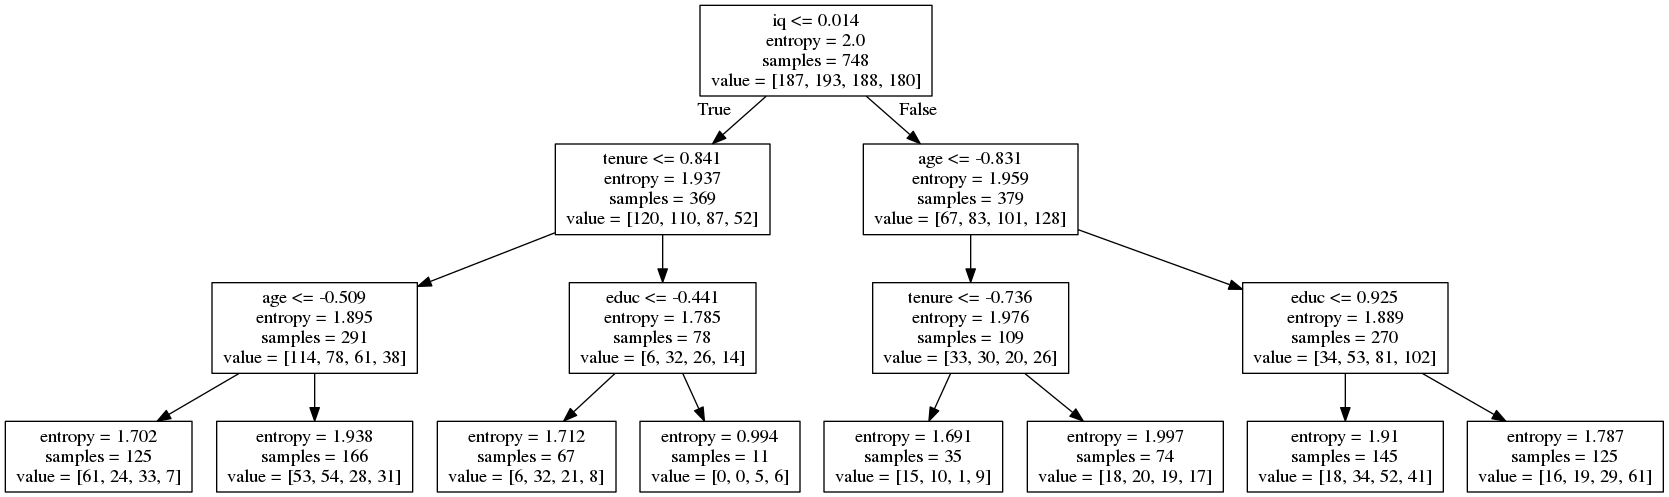 iq <= 0.014
entropy = 2.0
samples = 748
value = [187, 193, 188, 180]
True
False
tenure <= 0.841
entropy = 1.937
samples = 369
value = [120, 110, 87, 52]
age <= -0.831
entropy = 1.959
samples = 379
value = [67, 83, 101, 128]
age <= -0.509
entropy = 1.895
samples = 291
value = [114, 78, 61, 38]
educ <= -0.441
entropy = 1.785
samples = 78
value = [6, 32, 26, 14]
tenure <= -0.736
entropy = 1.976
samples = 109
value = [33, 30, 20, 26]
educ <= 0.925
entropy = 1.889
samples = 270
value = [34, 53, 81, 102]
entropy = 1.702
samples = 125
value = [61, 24, 33, 7]
entropy = 1.938
samples = 166
value = [53, 54, 28, 31]
entropy = 1.712
samples = 67
value = [6, 32, 21, 8]
entropy = 0.994
samples = 11
value = [0, 0, 5, 6]
entropy = 1.691
samples = 35
value = [15, 10, 1, 9]
entropy = 1.997
samples = 74
value = [18, 20, 19, 17]
entropy = 1.91
samples = 145
value = [18, 34, 52, 41]
entropy = 1.787
samples = 125
value = [16, 19, 29, 61]